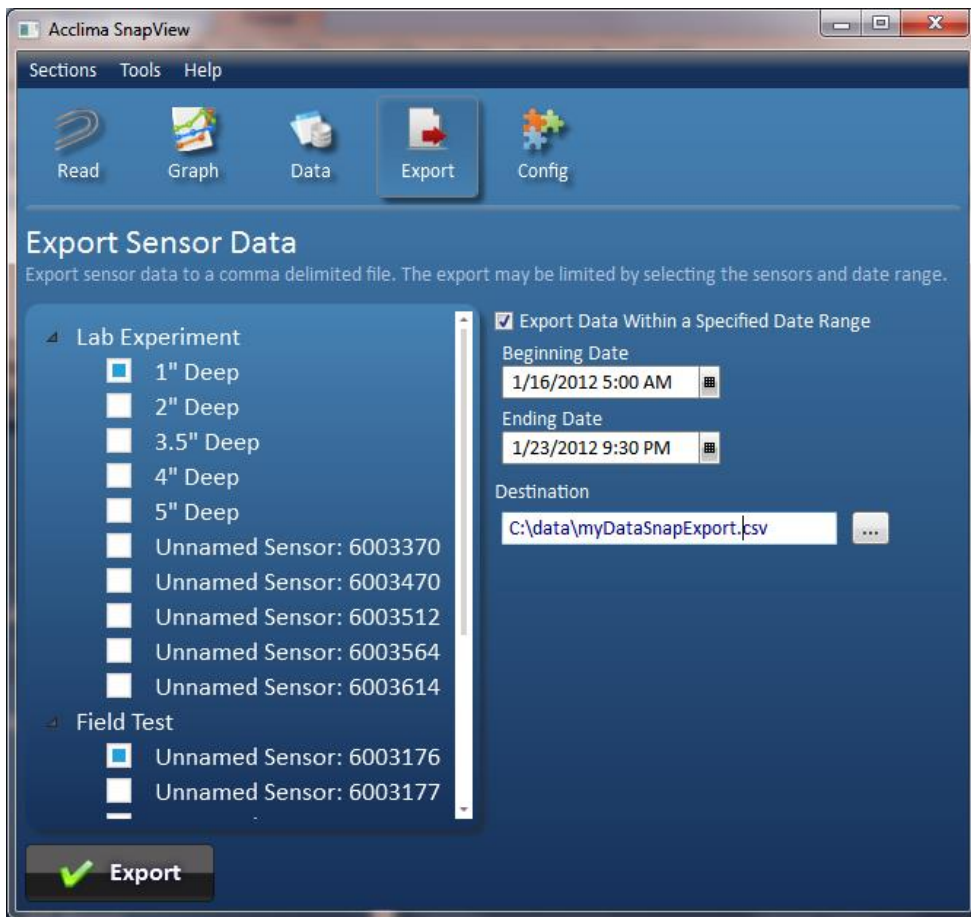 Acclima SnapView
Sections Tools Help
Read Graph Data Export Config
Export Sensor Data
Export sensor data to a comma delimited file. The export may be limited by selecting the sensors and date range.
Lab Experiment
1" Deep
2" Deep
3.5" Deep
4" Deep
5" Deep
Unnamed Sensor: 6003370
Unnamed Sensor: 6003470
Unnamed Sensor: 6003512
Unnamed Sensor: 6003564
Unnamed Sensor: 6003614
Field Test
Unnamed Sensor: 6003176
Unnamed Sensor: 6003177
Export Data Within a Specified Date Range
Beginning Date
1/16/2012 5:00 AM
Ending Date
1/23/2012 9:30 PM
Destination
C:\data\myDataSnapExport.csv
...
Export